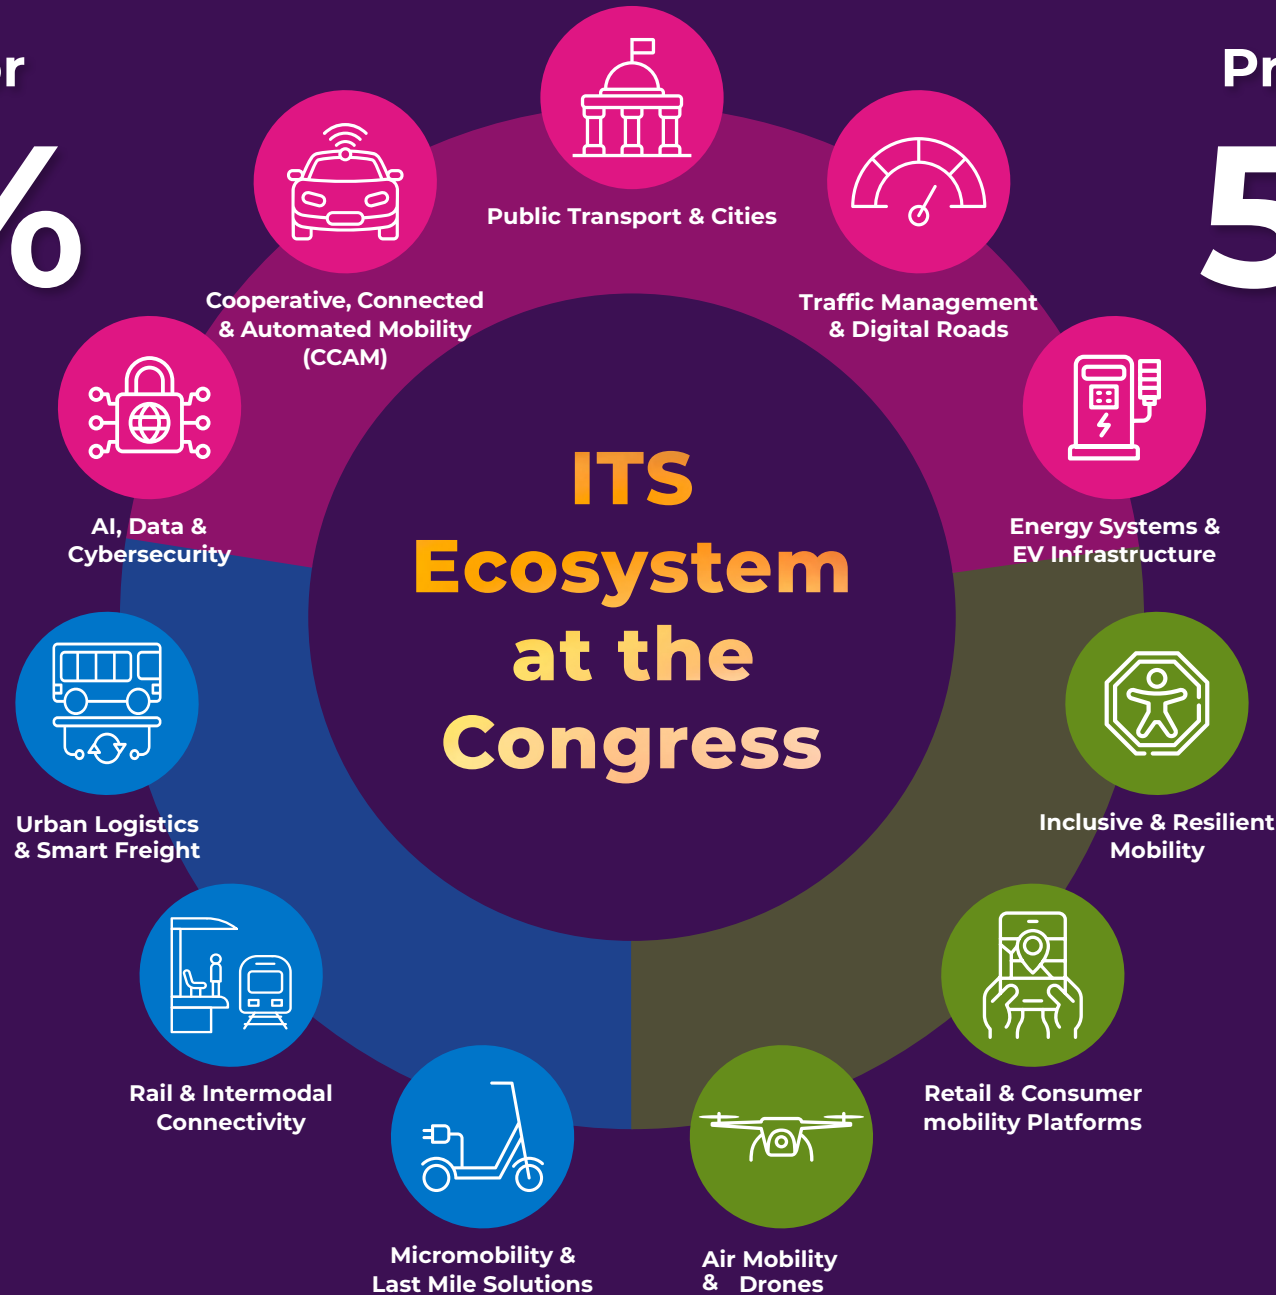 Public Transport & Cities
Cooperative, Connected
& Automated Mobility
(CCAM)
Traffic Management
& Digital Roads
AI, Data &
Cybersecurity
Energy Systems &
EV Infrastructure
ITS
Ecosystem
at the
Congress
Urban Logistics
& Smart Freight
Inclusive & Resilient
Mobility
Rail & Intermodal
Connectivity
Retail & Consumer
mobility Platforms
Micromobility &
Last Mile Solutions
Air Mobility
& Drones
%
5